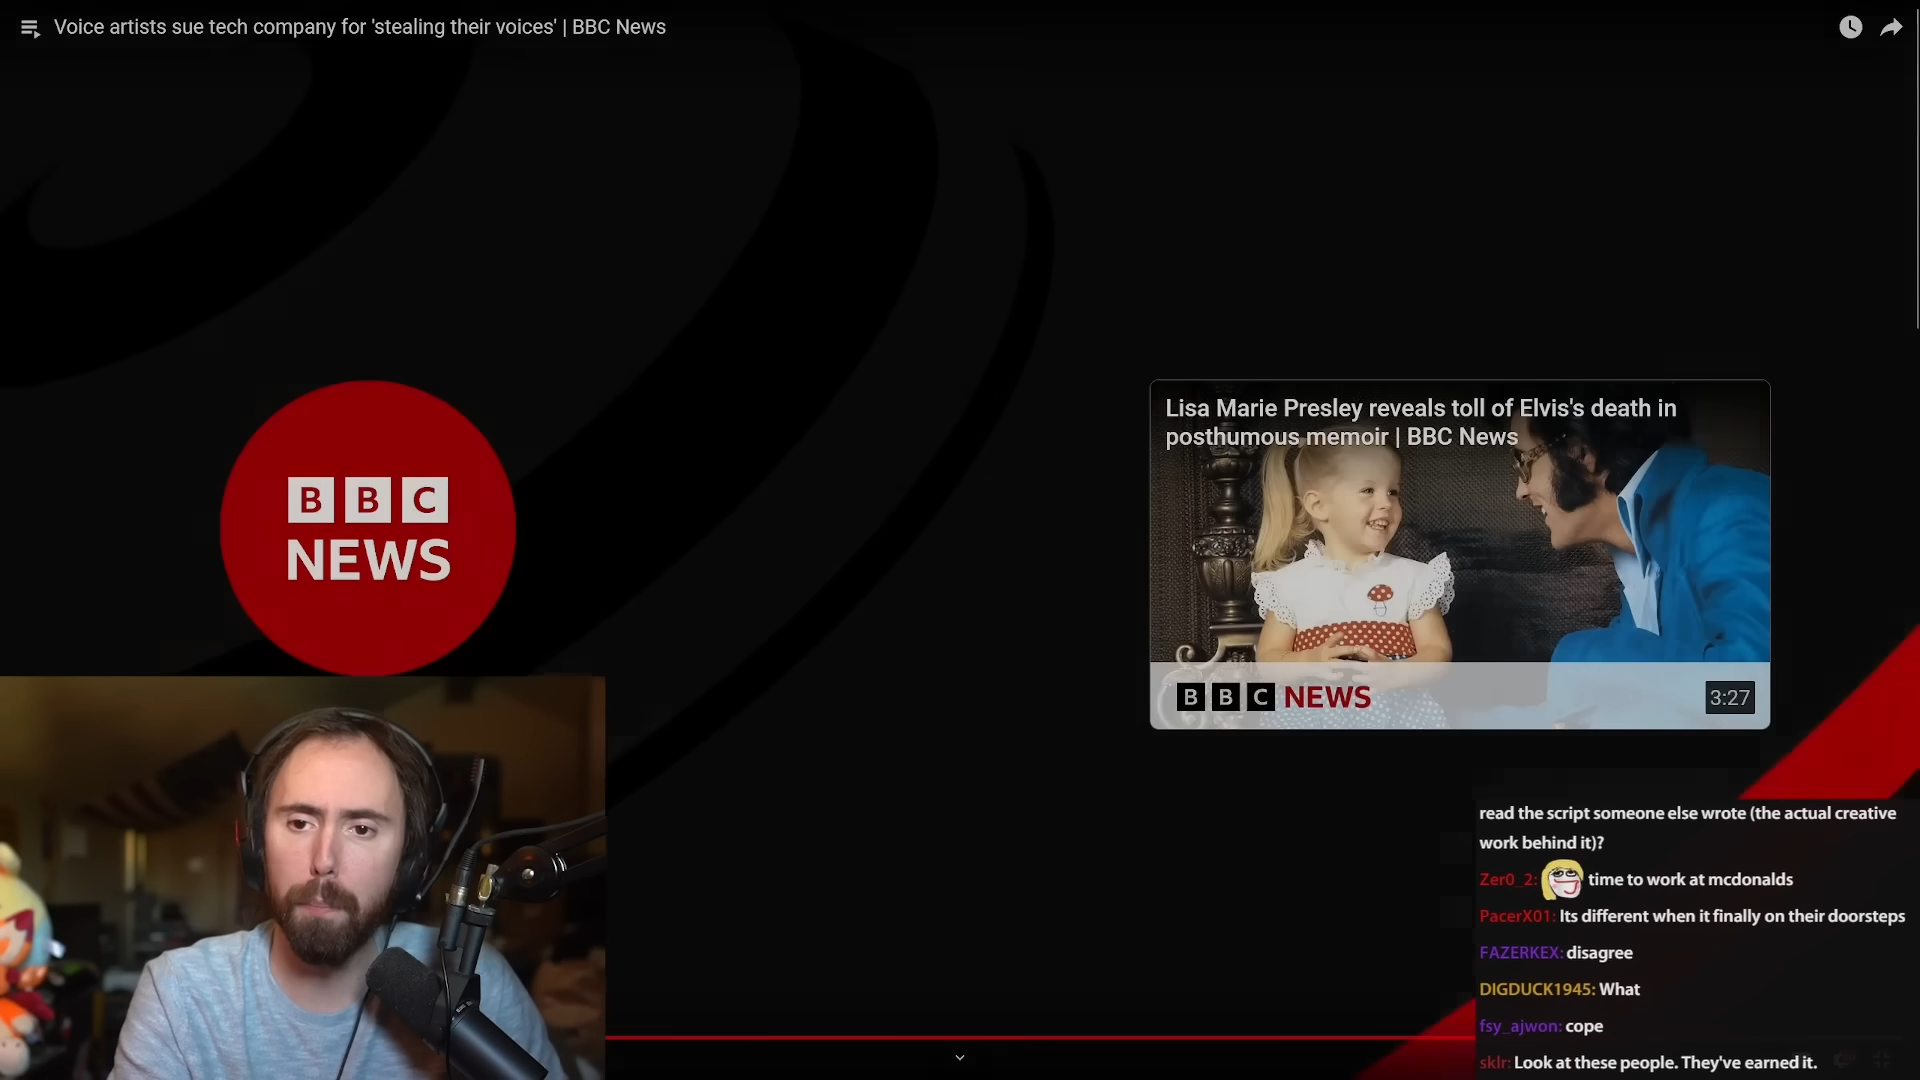 Voice artists sue tech company for 'stealing their voices' | BBC News
BBC
NEWS
Lisa Marie Presley reveals toll of Elvis's death in
posthumous memoir | BBC News
BBC NEWS
3:27
read the script someone else wrote (the actual creative
work behind it)?
Zer0_2: time to work at mcdonalds
PacerX01: Its different when it finally on their doorsteps
FAZERKEX: disagree
DIGDUCK1945: What
fsy_ajwon: cope
sklr: Look at these people. They've earned it.